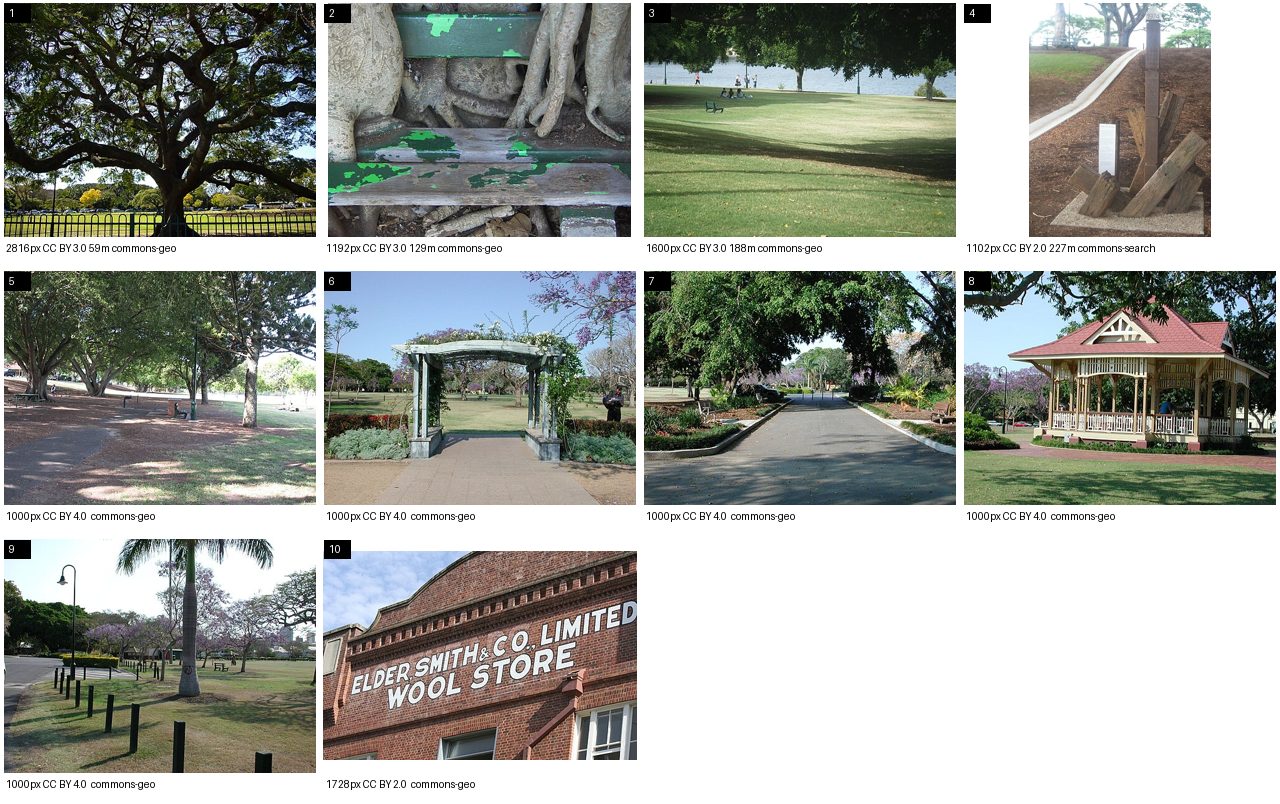 1
2
3
4
2816px CC BY 3.0 59m commons-geo
1192px CC BY 3.0 129m commons-geo
1600px CC BY 3.0 188m commons-geo
1102px CC BY 2.0 227m commons-search
5
6
7
8
1000px CC BY 4.0 commons-geo
1000px CC BY 4.0 commons-geo
1000px CC BY 4.0 commons-geo
1000px CC BY 4.0 commons-geo
9
10
ELDER, SMITH & CO., LIMITED
WOOL STORE
1000px CC BY 4.0 commons-geo
1728px CC BY 2.0 commons-geo